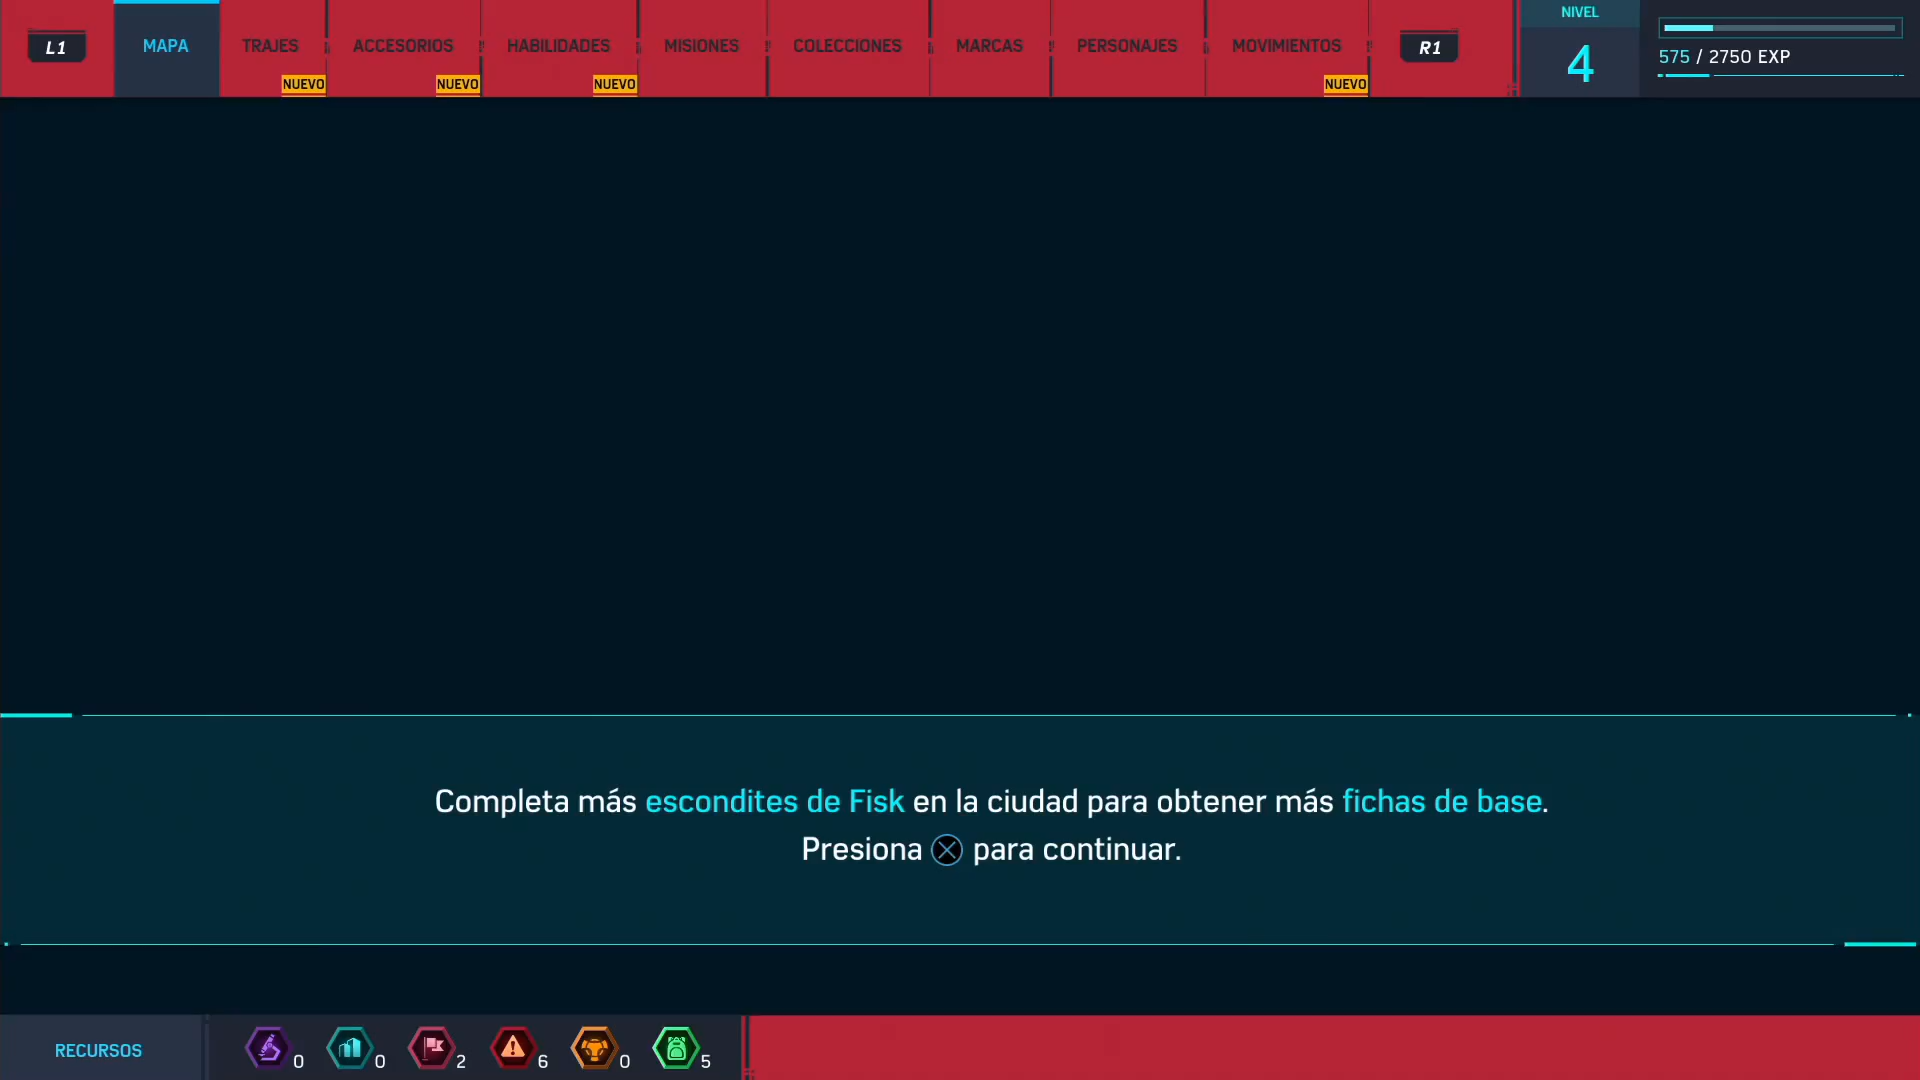 L1
MAPA
TRAJES
NUEVO
ACCESORIOS
NUEVO
HABILIDADES
NUEVO
MISIONES
COLECCIONES
MARCAS
PERSONAJES
MOVIMIENTOS
NUEVO
R1
NIVEL
4
575 / 2750 EXP
Completa más escondites de Fisk en la ciudad para obtener más fichas de base.
Presiona para continuar.
RECURSOS
0
0
2
6
0
5